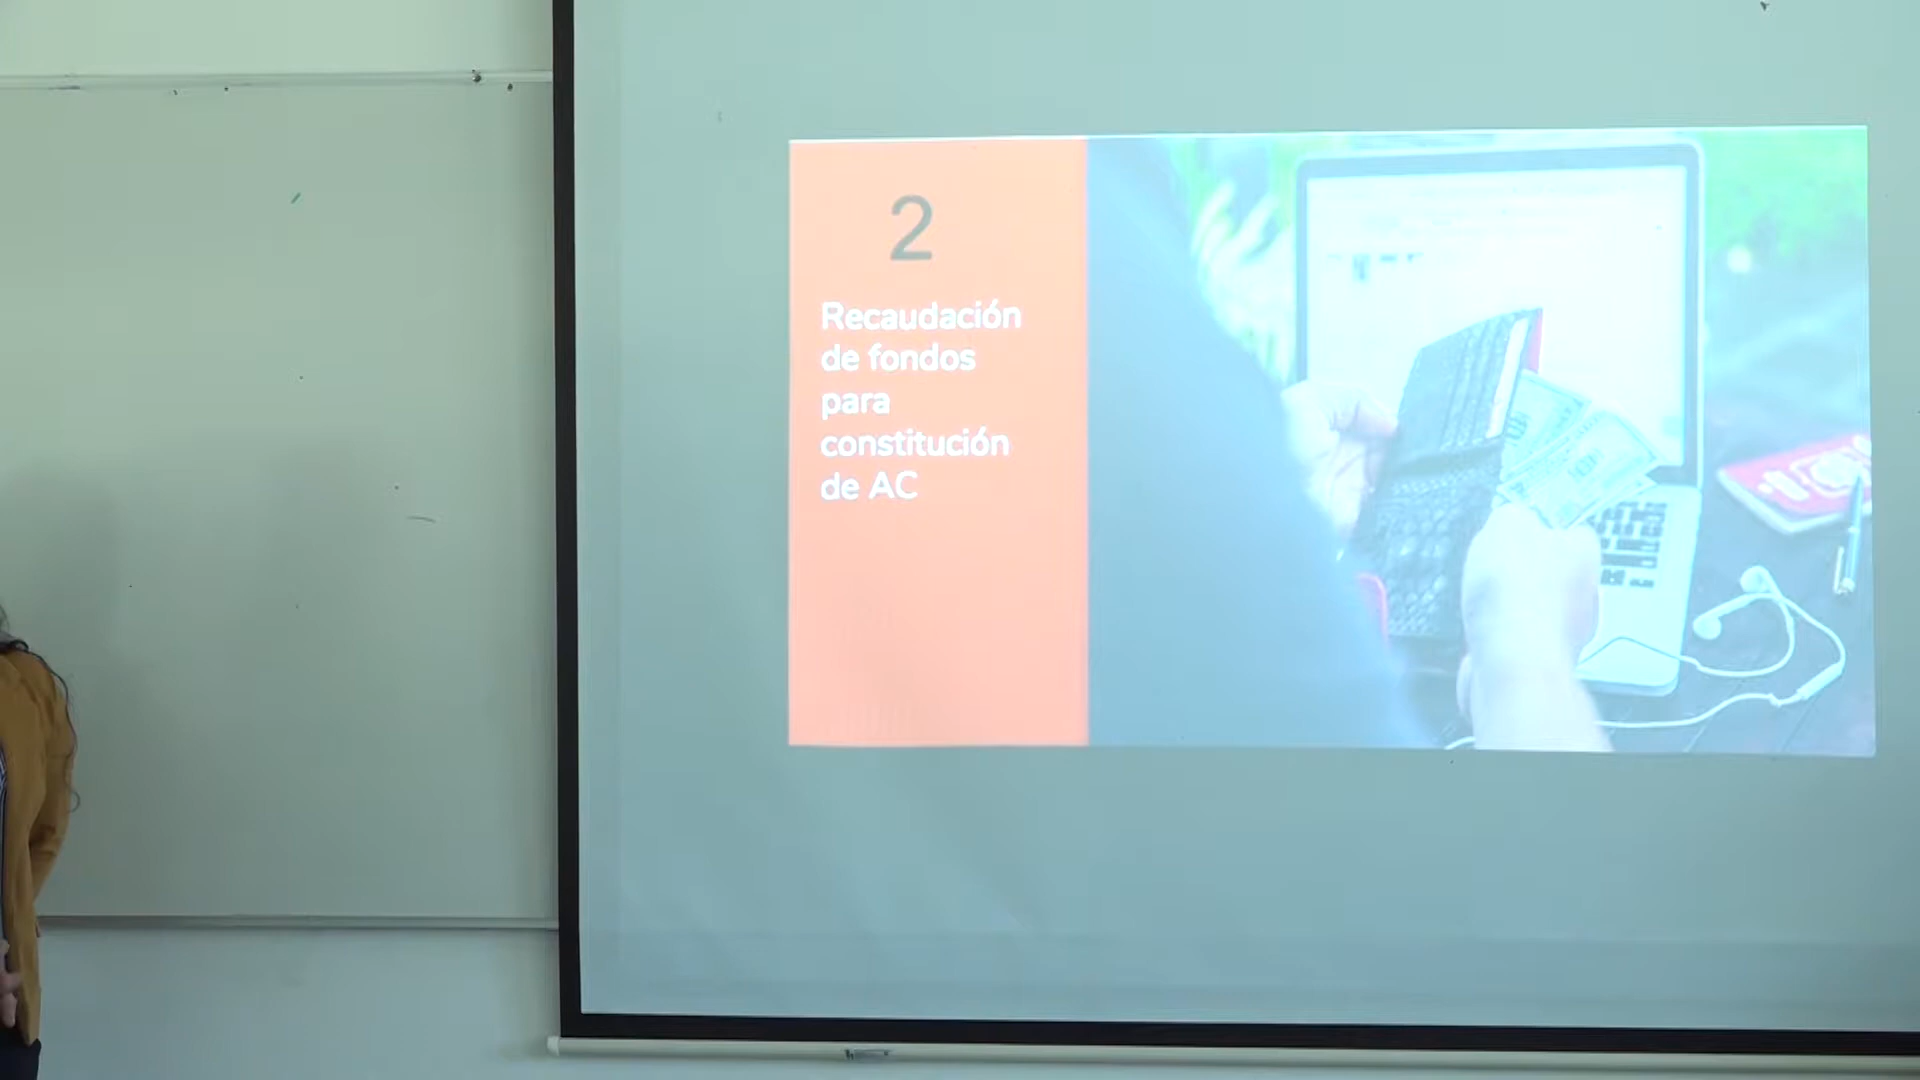 2
Recaudación
de fondos
para
constitución
de AC